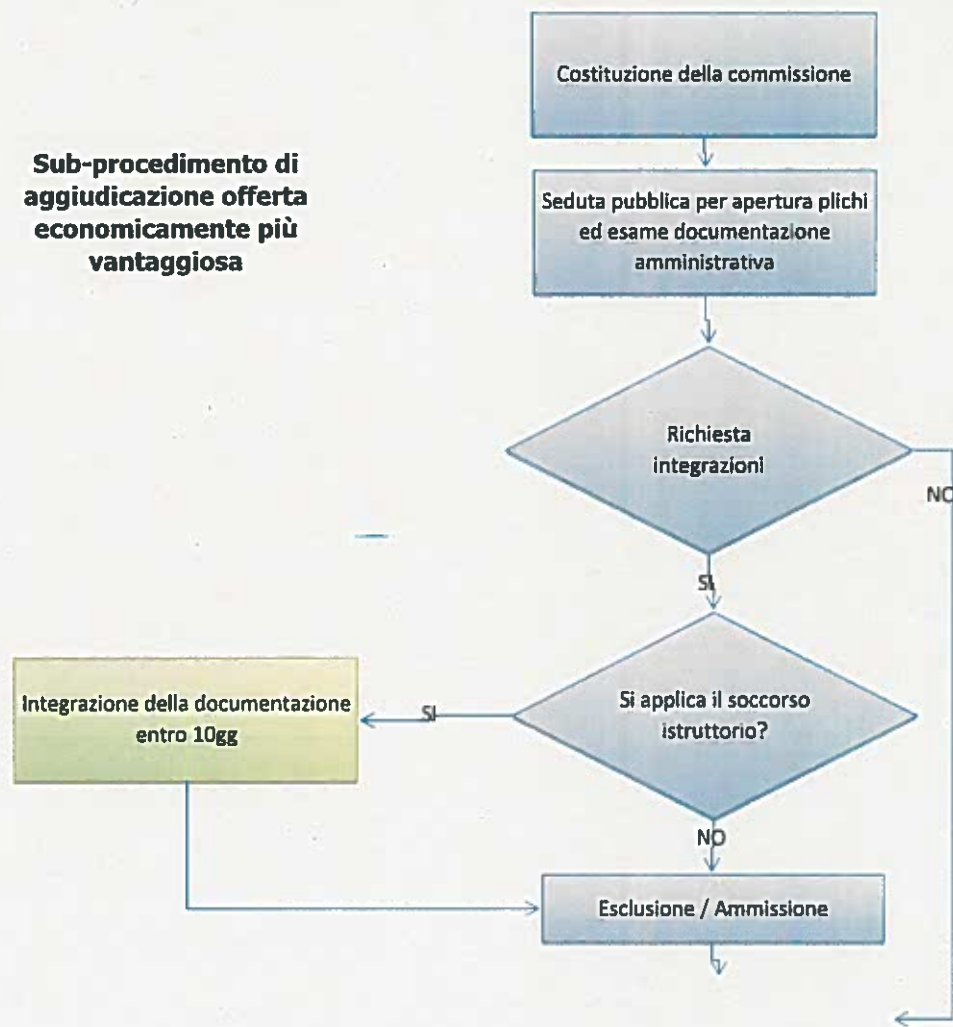 Sub-procedimento di
aggiudicazione offerta
economicamente più
vantaggiosa
Costituzione della commissione
Seduta pubblica per apertura plichi
ed esame documentazione
amministrativa
Richiesta
integrazioni
NO
SI
Si applica il soccorso
istruttorio?
SI
Integrazione della documentazione
entro 10gg
NO
Esclusione / Ammissione